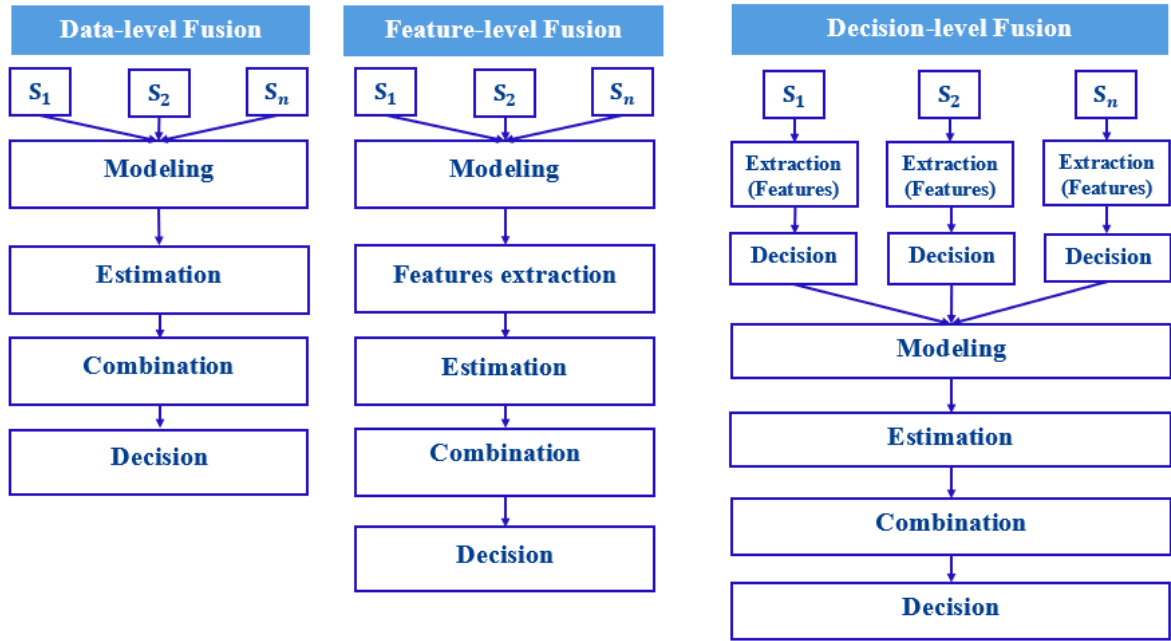 Data-level Fusion
S₁ S₂ Sₙ
Modeling
Estimation
Combination
Decision
Feature-level Fusion
S₁ S₂ Sₙ
Modeling
Features extraction
Estimation
Combination
Decision
Decision-level Fusion
S₁ S₂ Sₙ
Extraction
(Features)
Extraction
(Features)
Extraction
(Features)
Decision Decision Decision
Modeling
Estimation
Combination
Decision